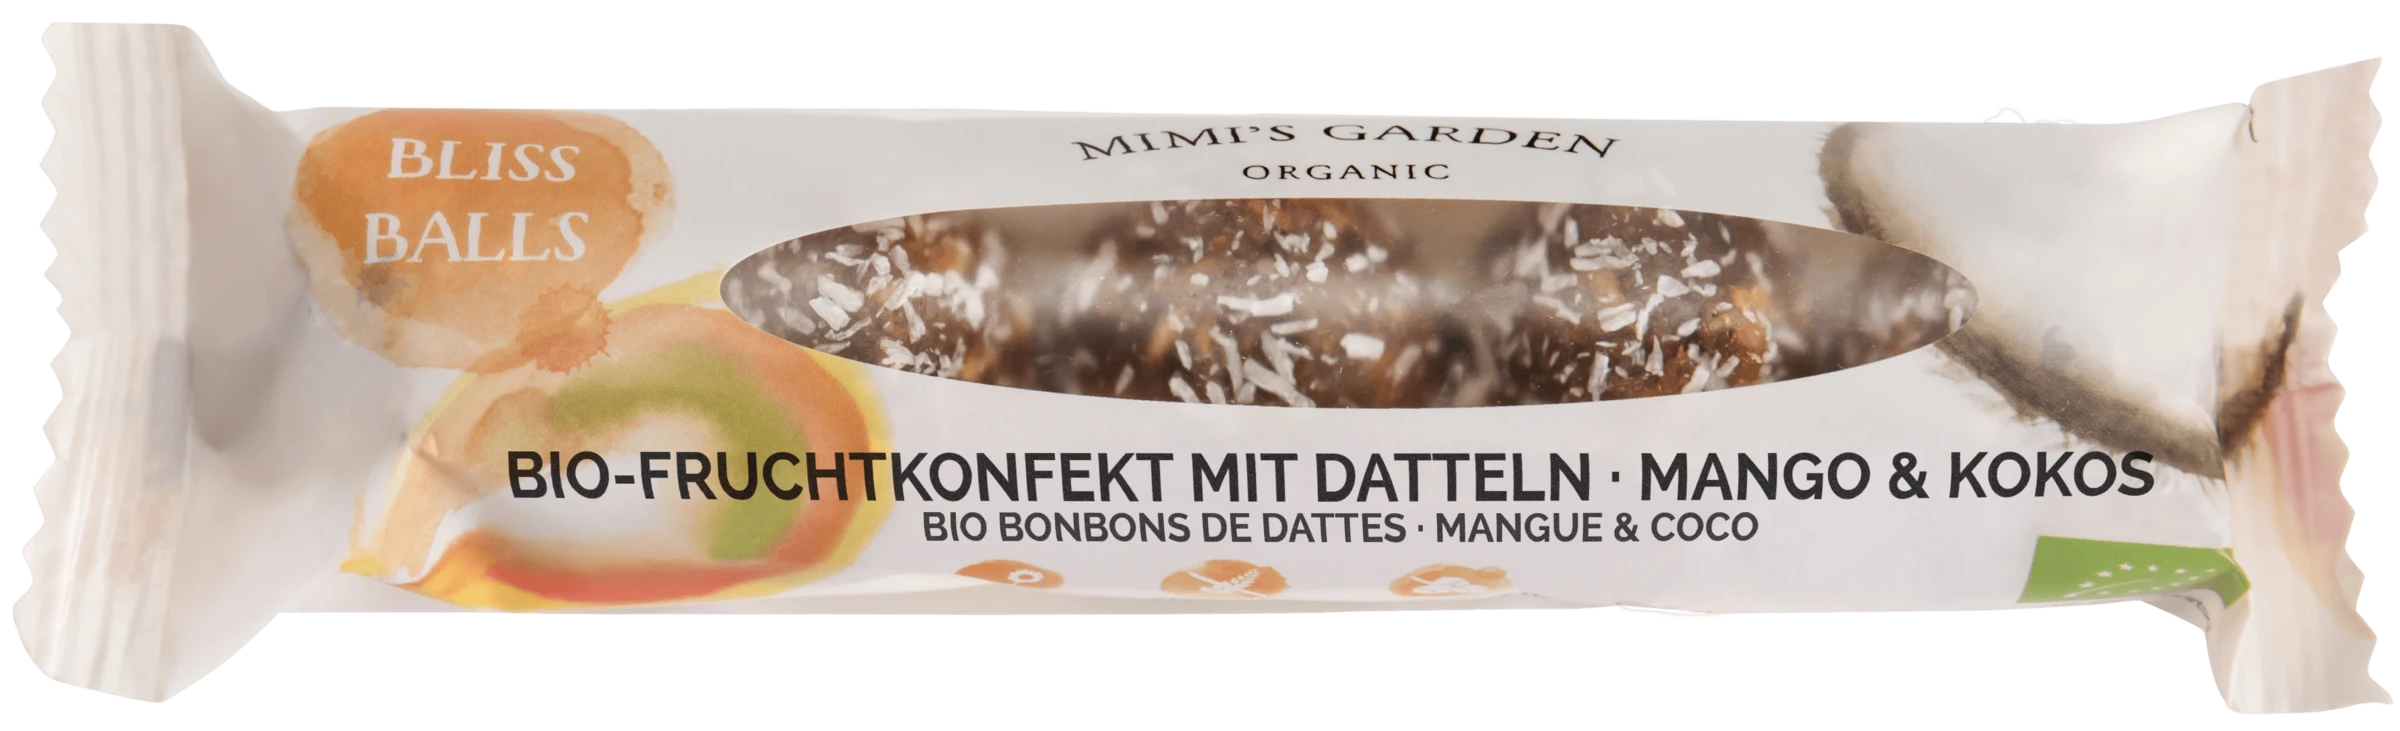 BLISS
BALLS
MIMI'S GARDEN
ORGANIC
BIO-FRUCHTKONFEKT MIT DATTELN · MANGO & KOKOS
BIO BONBONS DE DATTES · MANGUE & COCO